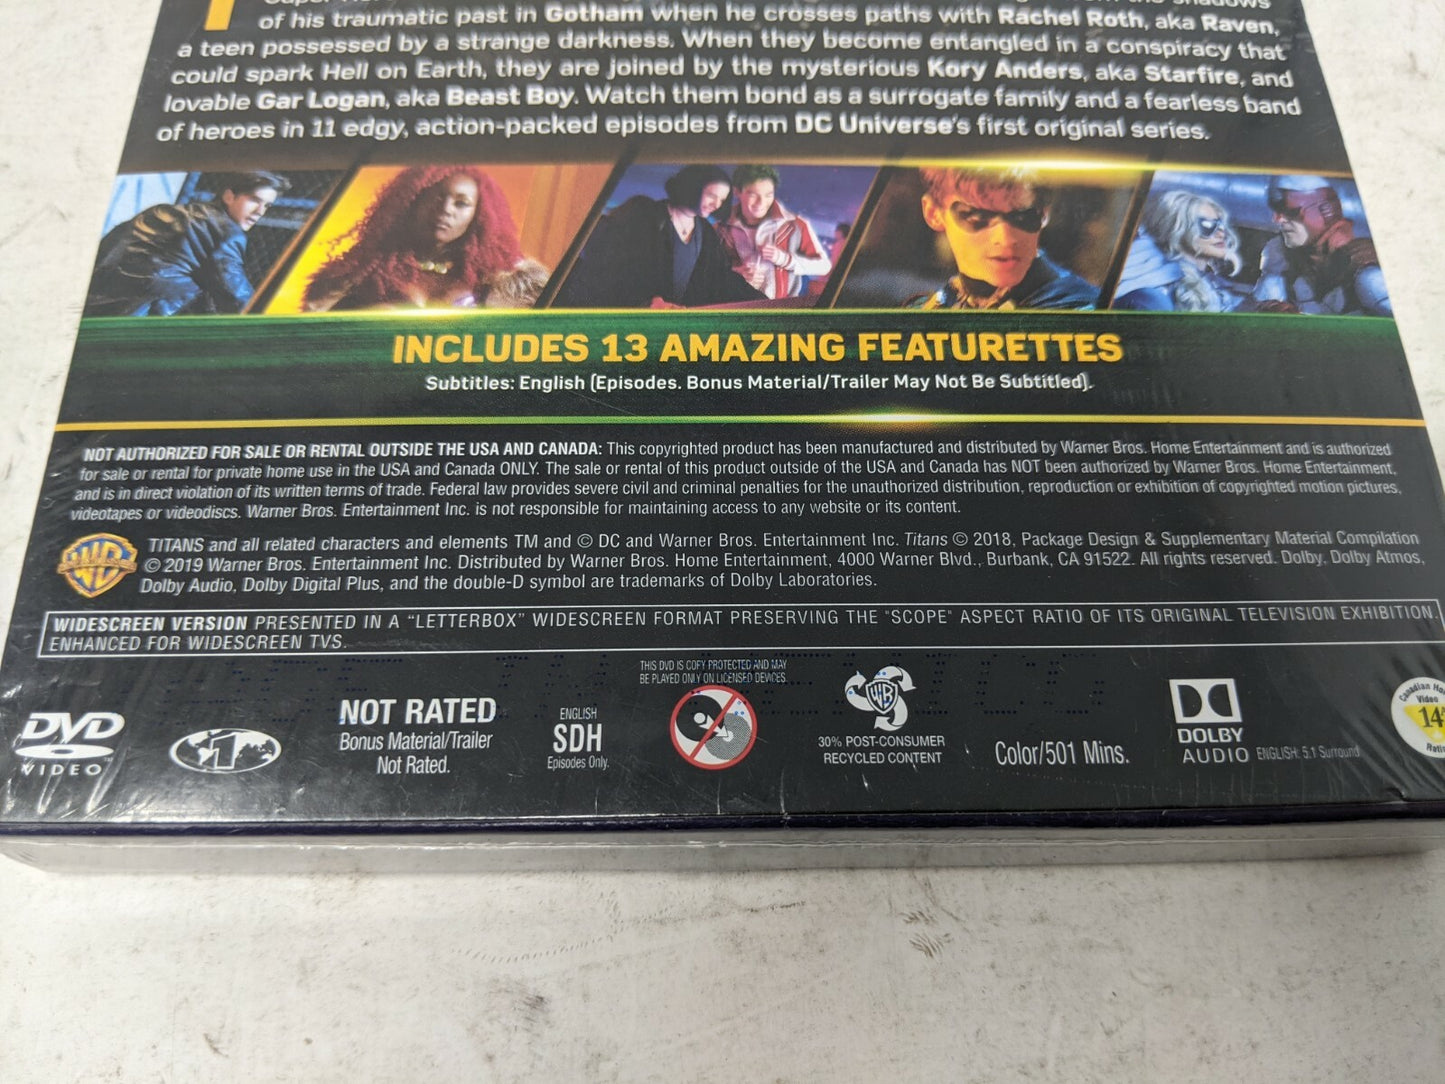 of his traumatic past in Gotham when he crosses paths with Rachel Roth, aka Raven,
a teen possessed by a strange darkness. When they become entangled in a conspiracy that
could spark Hell on Earth, they are joined by the mysterious Kory Anders, aka Starfire, and
lovable Gar Logan, aka Beast Boy. Watch them bond as a surrogate family and a fearless band
of heroes in 11 edgy, action-packed episodes from DC Universe's first original series.
INCLUDES 13 AMAZING FEATURETTES
Subtitles: English (Episodes. Bonus Material/Trailer May Not Be Subtitled).
NOT AUTHORIZED FOR SALE OR RENTAL OUTSIDE THE USA AND CANADA: This copyrighted product has been manufactured and distributed by Warner Bros. Home Entertainment and is authorized
for sale or rental for private home use in the USA and Canada ONLY. The sale or rental of this product outside of the USA and Canada has NOT been authorized by Warner Bros. Home Entertainment,
and is in direct violation of its written terms of trade. Federal law provides severe civil and criminal penalties for the unauthorized distribution, reproduction or exhibition of copyrighted motion pictures,
videotapes or videodiscs. Warner Bros. Entertainment Inc. is not responsible for maintaining access to any website or its content.
TITANS and all related characters and elements TM and © DC and Warner Bros. Entertainment Inc. Titans © 2018, Package Design & Supplementary Material Compilation
© 2019 Warner Bros. Entertainment Inc. Distributed by Warner Bros. Home Entertainment, 4000 Warner Blvd., Burbank, CA 91522. All rights reserved. Dolby, Dolby Atmos,
Dolby Audio, Dolby Digital Plus, and the double-D symbol are trademarks of Dolby Laboratories.
WIDESCREEN VERSION PRESENTED IN A "LETTERBOX" WIDESCREEN FORMAT PRESERVING THE "SCOPE" ASPECT RATIO OF ITS ORIGINAL TELEVISION EXHIBITION.
ENHANCED FOR WIDESCREEN TVS.
DVD
VIDEO
1
NOT RATED
Bonus Material/Trailer
Not Rated.
ENGLISH
SDH
Episodes Only.
THIS DVD IS COPY PROTECTED AND MAY
BE PLAYED ONLY ON LICENSED DEVICES.
WB
30% POST-CONSUMER
RECYCLED CONTENT
Color/501 Mins.
DOLBY
AUDIO ENGLISH: 5.1 Surround
Canadian
Video
14